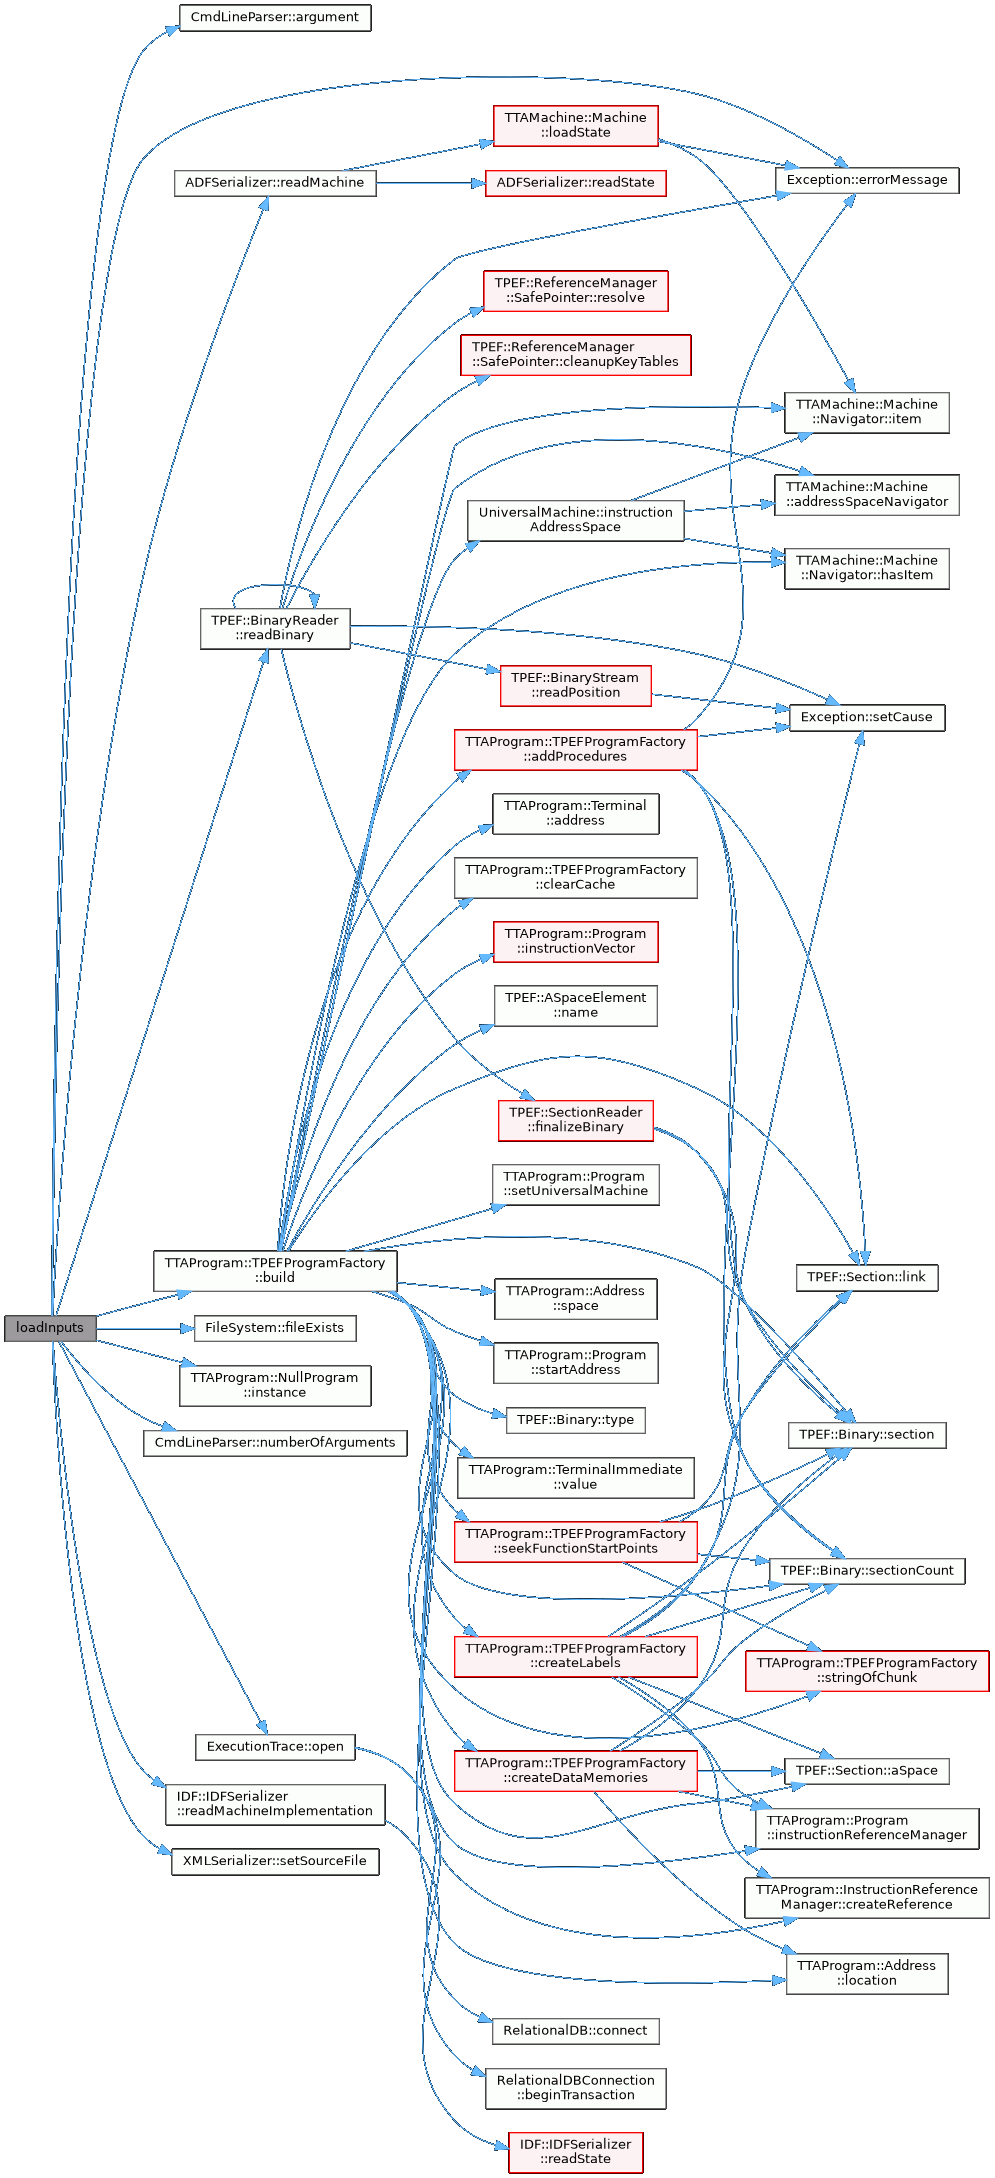 CmdLineParser::argument
TTAMachine::Machine
::loadState
Exception::errorMessage
ADFSerializer::readMachine
ADFSerializer::readState
TPEF::ReferenceManager
::SafePointer::resolve
TPEF::ReferenceManager
::SafePointer::cleanupKeyTables
TTAMachine::Machine
::Navigator::item
TTAMachine::Machine
::addressSpaceNavigator
UniversalMachine::instruction
AddressSpace
TTAMachine::Machine
::Navigator::hasItem
TPEF::BinaryReader
::readBinary
TPEF::BinaryStream
::readPosition
Exception::setCause
TTAProgram::TPEFProgramFactory
::addProcedures
TTAProgram::Terminal
::address
TTAProgram::TPEFProgramFactory
::clearCache
TTAProgram::Program
::instructionVector
TPEF::ASpaceElement
::name
TPEF::SectionReader
::finalizeBinary
TTAProgram::Program
::setUniversalMachine
TTAProgram::TPEFProgramFactory
::build
TPEF::Section::link
TTAProgram::Address
::space
loadInputs
FileSystem::fileExists
TTAProgram::Program
::startAddress
TTAProgram::NullProgram
::instance
TPEF::Binary::type
TPEF::Binary::section
CmdLineParser::numberOfArguments
TTAProgram::TerminalImmediate
::value
TTAProgram::TPEFProgramFactory
::seekFunctionStartPoints
TPEF::Binary::sectionCount
TTAProgram::TPEFProgramFactory
::createLabels
TTAProgram::TPEFProgramFactory
::stringOfChunk
ExecutionTrace::open
TTAProgram::TPEFProgramFactory
::createDataMemories
TPEF::Section::aSpace
IDF::IDFSerializer
::readMachineImplementation
TTAProgram::Program
::instructionReferenceManager
XMLSerializer::setSourceFile
TTAProgram::InstructionReference
Manager::createReference
TTAProgram::Address
::location
RelationalDB::connect
RelationalDBConnection
::beginTransaction
IDF::IDFSerializer
::readState